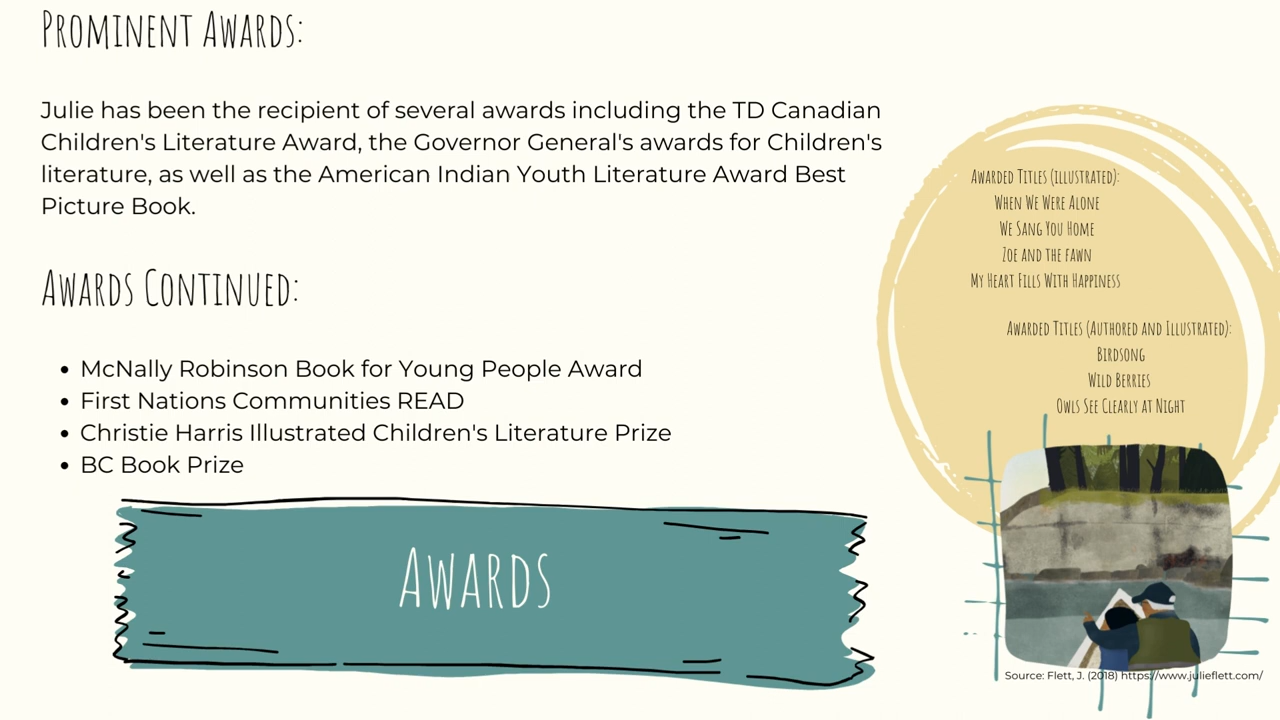 Prominent Awards:
Julie has been the recipient of several awards including the TD Canadian
Children's Literature Award, the Governor General's awards for Children's
literature, as well as the American Indian Youth Literature Award Best
Picture Book.
Awards Continued:
• McNally Robinson Book for Young People Award
• First Nations Communities READ
• Christie Harris Illustrated Children's Literature Prize
• BC Book Prize
Awards
Awarded Titles (illustrated):
When We Were Alone
We Sang You Home
Zoe and the fawn
My Heart Fills With Happiness
Awarded Titles (Authored and Illustrated):
Birdsong
Wild Berries
Owls See Clearly at Night
Source: Flett, J. (2018) https://www.julieflett.com/